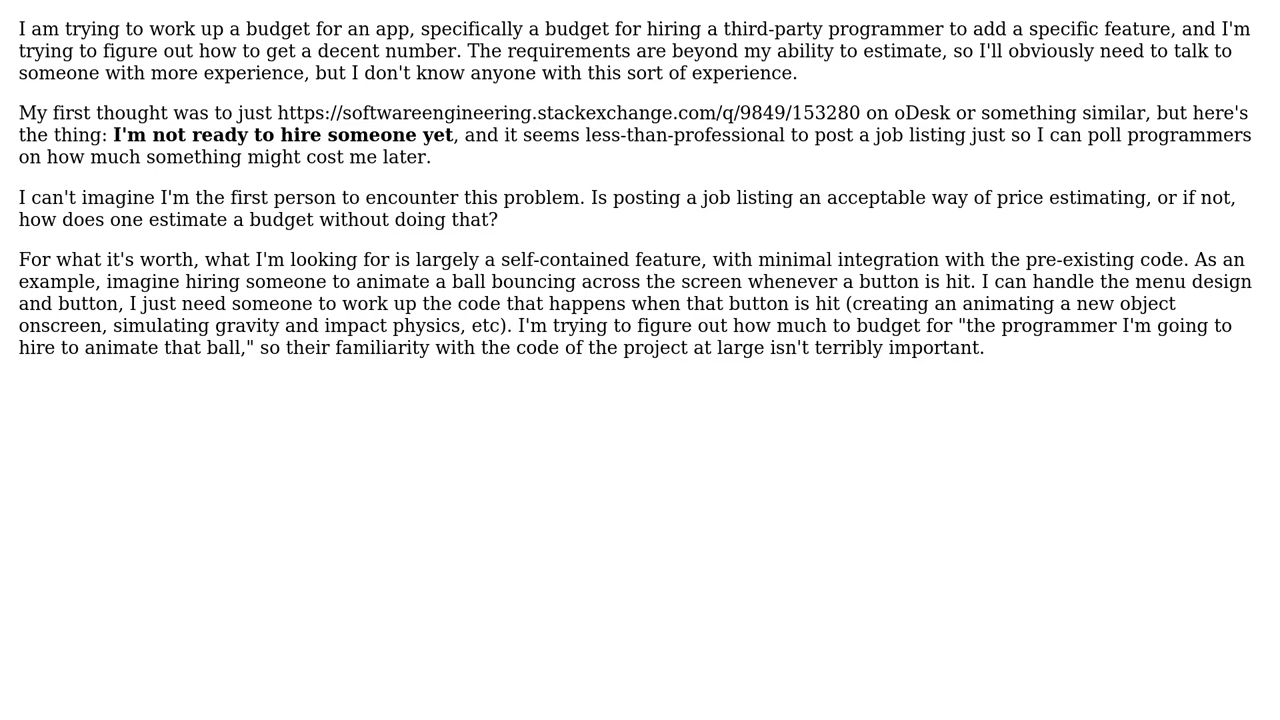 I am trying to work up a budget for an app, specifically a budget for hiring a third-party programmer to add a specific feature, and I'm
trying to figure out how to get a decent number. The requirements are beyond my ability to estimate, so I'll obviously need to talk to
someone with more experience, but I don't know anyone with this sort of experience.
My first thought was to just https://softwareengineering.stackexchange.com/q/9849/153280 on oDesk or something similar, but here's
the thing: I'm not ready to hire someone yet, and it seems less-than-professional to post a job listing just so I can poll programmers
on how much something might cost me later.
I can't imagine I'm the first person to encounter this problem. Is posting a job listing an acceptable way of price estimating, or if not,
how does one estimate a budget without doing that?
For what it's worth, what I'm looking for is largely a self-contained feature, with minimal integration with the pre-existing code. As an
example, imagine hiring someone to animate a ball bouncing across the screen whenever a button is hit. I can handle the menu design
and button, I just need someone to work up the code that happens when that button is hit (creating an animating a new object
onscreen, simulating gravity and impact physics, etc). I'm trying to figure out how much to budget for "the programmer I'm going to
hire to animate that ball," so their familiarity with the code of the project at large isn't terribly important.